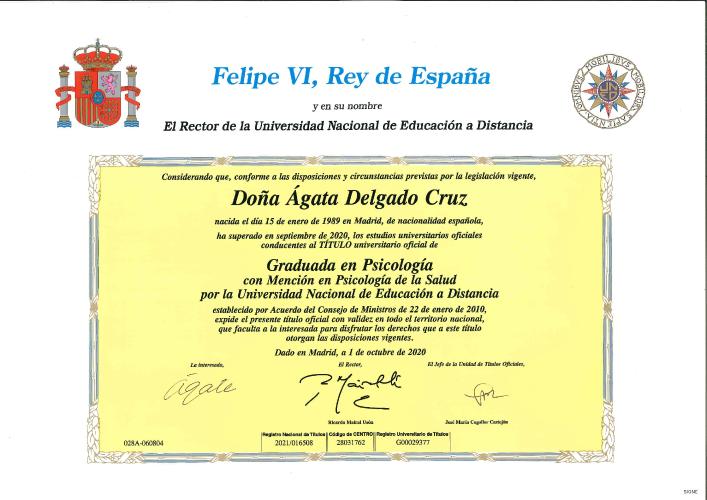 Felipe VI, Rey de España
y en su nombre
El Rector de la Universidad Nacional de Educación a Distancia
Considerando que, conforme a las disposiciones y circunstancias previstas por la legislación vigente,
Doña Ágata Delgado Cruz
nacida el día 15 de enero de 1989 en Madrid, de nacionalidad española,
ha superado en septiembre de 2020, los estudios universitarios oficiales
conducentes al TÍTULO universitario oficial de
Graduada en Psicología
con Mención en Psicología de la Salud
por la Universidad Nacional de Educación a Distancia
establecido por Acuerdo del Consejo de Ministros de 22 de enero de 2010,
expide el presente título oficial con validez en todo el territorio nacional,
que faculta a la interesada para disfrutar los derechos que a este título
otorgan las disposiciones vigentes.
Dado en Madrid, a 1 de octubre de 2020
La interesada, El Rector, El Jefe de la Unidad de Títulos Oficiales,
Ágata
Ricardo Mairal Usón José María Cugoller Cartejón
Registro Nacional de Títulos Código de CENTRO Registro Universitario de Títulos
028A-060804 2021/016508 28031762 G00029377
SIGNE